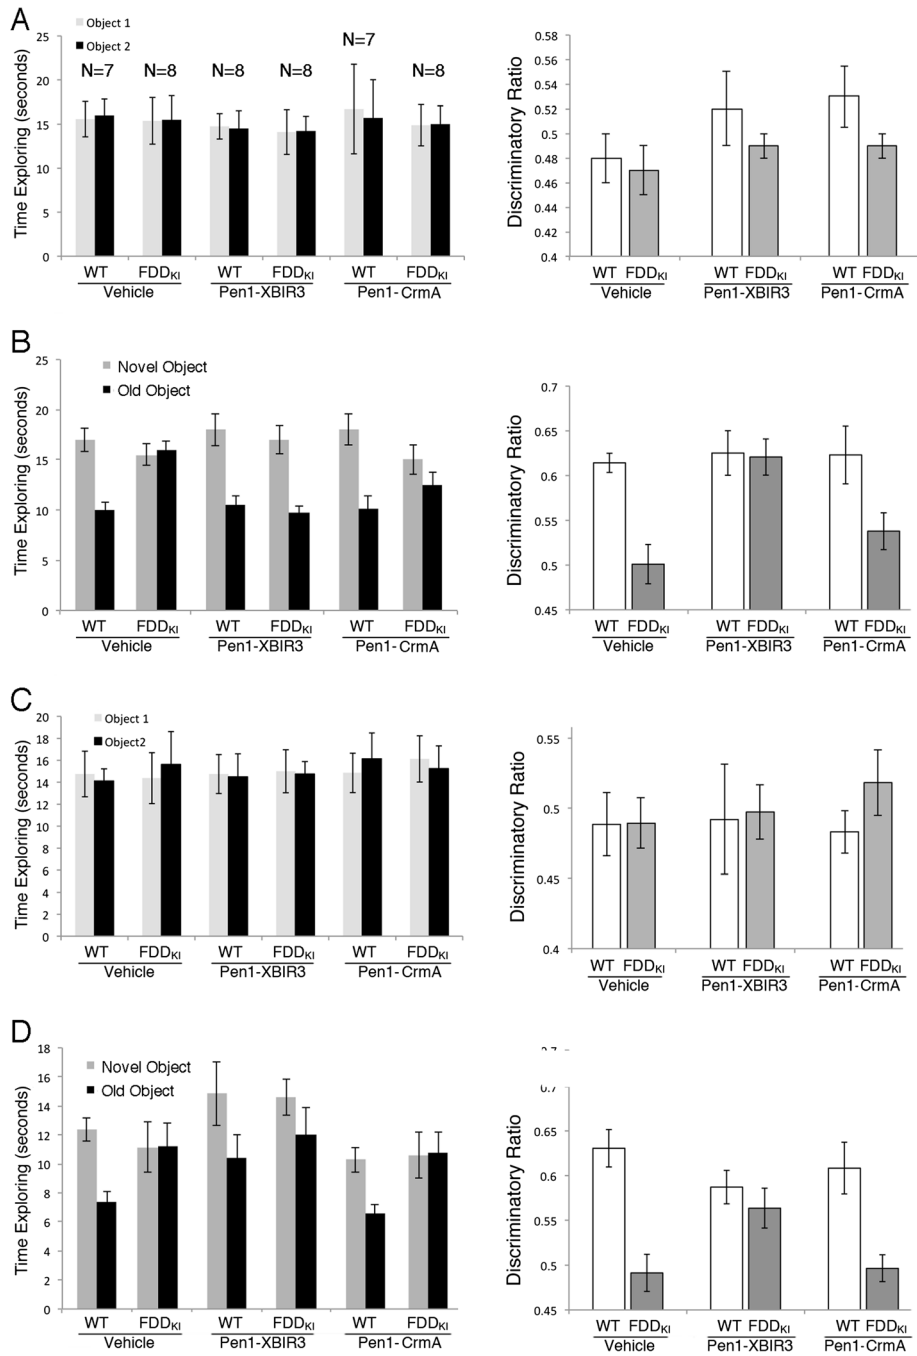 A
Object 1
Object 2
N=7 N=8 N=8 N=8 N=7 N=8
Time Exploring (seconds)
25
20
15
10
5
0
WT FDDKI WT FDDKI WT FDDKI
Vehicle Pen1-XBIR3 Pen1-CrmA
Discriminatory Ratio
0.58
0.56
0.54
0.52
0.5
0.48
0.46
0.44
0.42
0.4
WT FDDKI WT FDDKI WT FDDKI
Vehicle Pen1-XBIR3 Pen1-CrmA
B
Novel Object
Old Object
Time Exploring (seconds)
25
20
15
10
5
0
WT FDDKI WT FDDKI WT FDDKI
Vehicle Pen1-XBIR3 Pen1-CrmA
Discriminatory Ratio
0.7
0.65
0.6
0.55
0.5
0.45
WT FDDKI WT FDDKI WT FDDKI
Vehicle Pen1-XBIR3 Pen1-CrmA
C
Object 1
Object2
Time Exploring (seconds)
20
18
16
14
12
10
8
6
4
2
0
WT FDDKI WT FDDKI WT FDDKI
Vehicle Pen1-XBIR3 Pen1-CrmA
Discriminatory Ratio
0.55
0.5
0.45
0.4
WT FDDKI WT FDDKI WT FDDKI
Vehicle Pen1-XBIR3 Pen1-CrmA
D
Novel Object
Old Object
Time Exploring (seconds)
18
16
14
12
10
8
6
4
2
0
WT FDDKI WT FDDKI WT FDDKI
Vehicle Pen1-XBIR3 Pen1-CrmA
Discriminatory Ratio
0.7
0.65
0.6
0.55
0.5
0.45
WT FDDKI WT FDDKI WT FDDKI
Vehicle Pen1-XBIR3 Pen1-CrmA